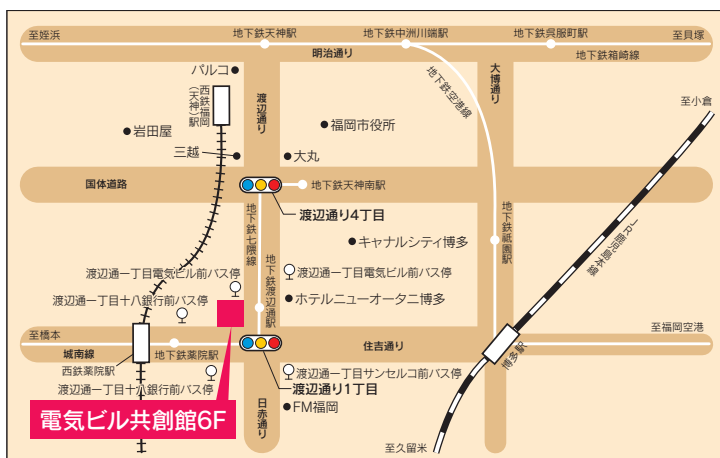 至姪浜
地下鉄天神駅
地下鉄中洲川端駅
地下鉄呉服町駅
至貝塚
明治通り
地下鉄箱崎線
パルコ
西鉄福岡
(天神)駅
渡辺通り
地下鉄空港線
大博通り
至小倉
岩田屋
福岡市役所
三越
大丸
国体道路
地下鉄天神南駅
渡辺通り4丁目
地下鉄七隈線
キャナルシティ博多
地下鉄祇園駅
JR鹿児島本線
渡辺通一丁目電気ビル前バス停
渡辺通一丁目電気ビル前バス停
渡辺通一丁目十八銀行前バス停
地下鉄渡辺通駅
ホテルニューオータニ博多
至橋本
住吉通り
至福岡空港
城南線
地下鉄薬院駅
博多駅
西鉄薬院駅
渡辺通一丁目サンセルコ前バス停
渡辺通一丁目十八銀行前バス停
渡辺通り1丁目
電気ビル共創館6F
日赤通り
FM福岡
至久留米